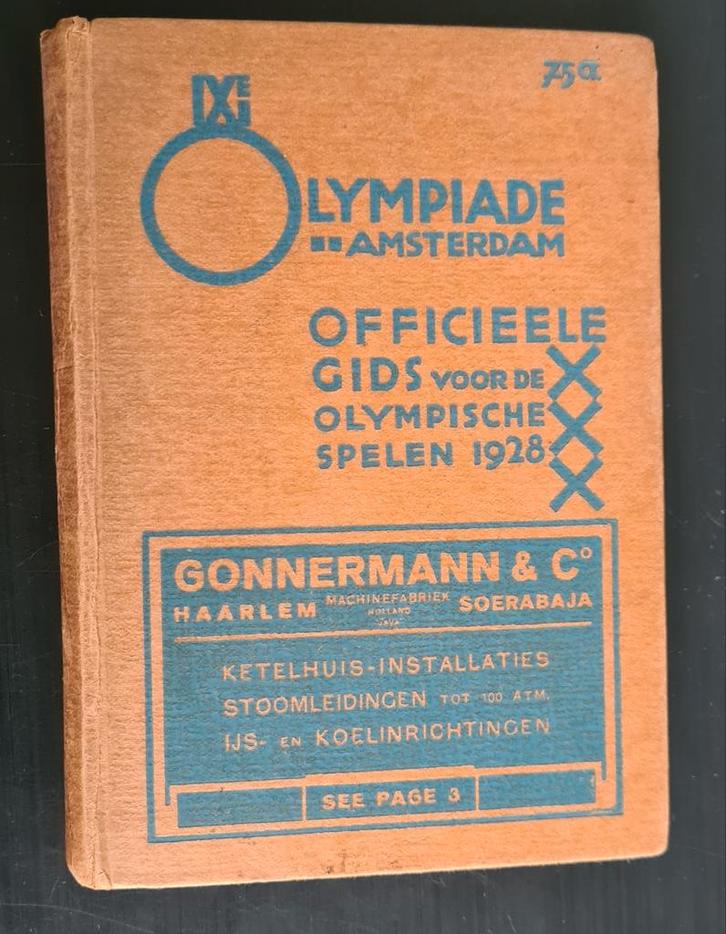 IXE
75ct
OLYMPIADE
AMSTERDAM
OFFICIEELE
GIDS VOOR DE
OLYMPISCHE
SPELEN 1928
XXX
GONNERMANN & Co
HAARLEM MACHINEFABRIEK SOERABAJA
HOLLAND
JAVA
KETELHUIS-INSTALLATIES
STOOMLEIDINGEN TOT 100 ATM.
IJS- EN KOELINRICHTINGEN
SEE PAGE 3